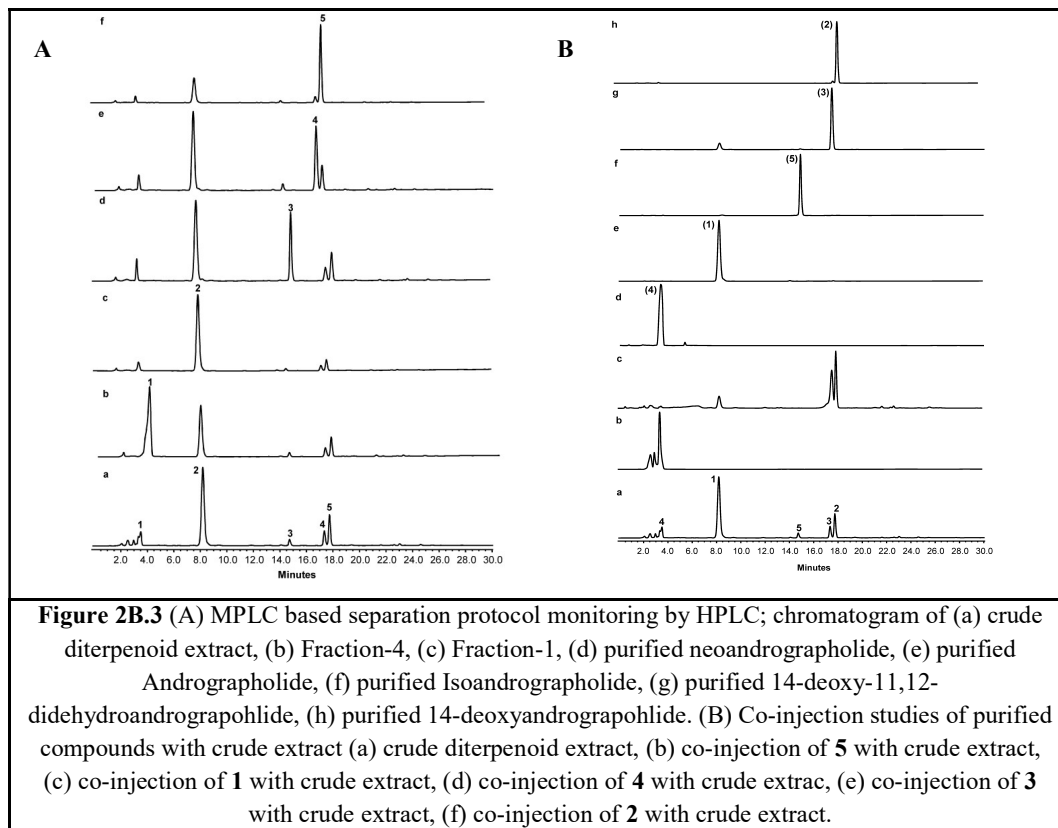 A
f
5
e
4
d
3
c
2
b
1
a
1
2
3
4
5
2.0 4.0 6.0 8.0 10.0 12.0 14.0 16.0 18.0 20.0 22.0 24.0 26.0 28.0 30.0
Minutes
B
h
(2)
g
(3)
f
(5)
e
(1)
d
(4)
c
b
a
4
1
5
3
2
2.0 4.0 6.0 8.0 10.0 12.0 14.0 16.0 18.0 20.0 22.0 24.0 26.0 28.0 30.0
Minutes
Figure 2B.3 (A) MPLC based separation protocol monitoring by HPLC; chromatogram of (a) crude
diterpenoid extract, (b) Fraction-4, (c) Fraction-1, (d) purified neoandrographolide, (e) purified
Andrographolide, (f) purified Isoandrographolide, (g) purified 14-deoxy-11,12-
didehydroandrograpohlide, (h) purified 14-deoxyandrograpohlide. (B) Co-injection studies of purified
compounds with crude extract (a) crude diterpenoid extract, (b) co-injection of 5 with crude extract,
(c) co-injection of 1 with crude extract, (d) co-injection of 4 with crude extrac, (e) co-injection of 3
with crude extract, (f) co-injection of 2 with crude extract.